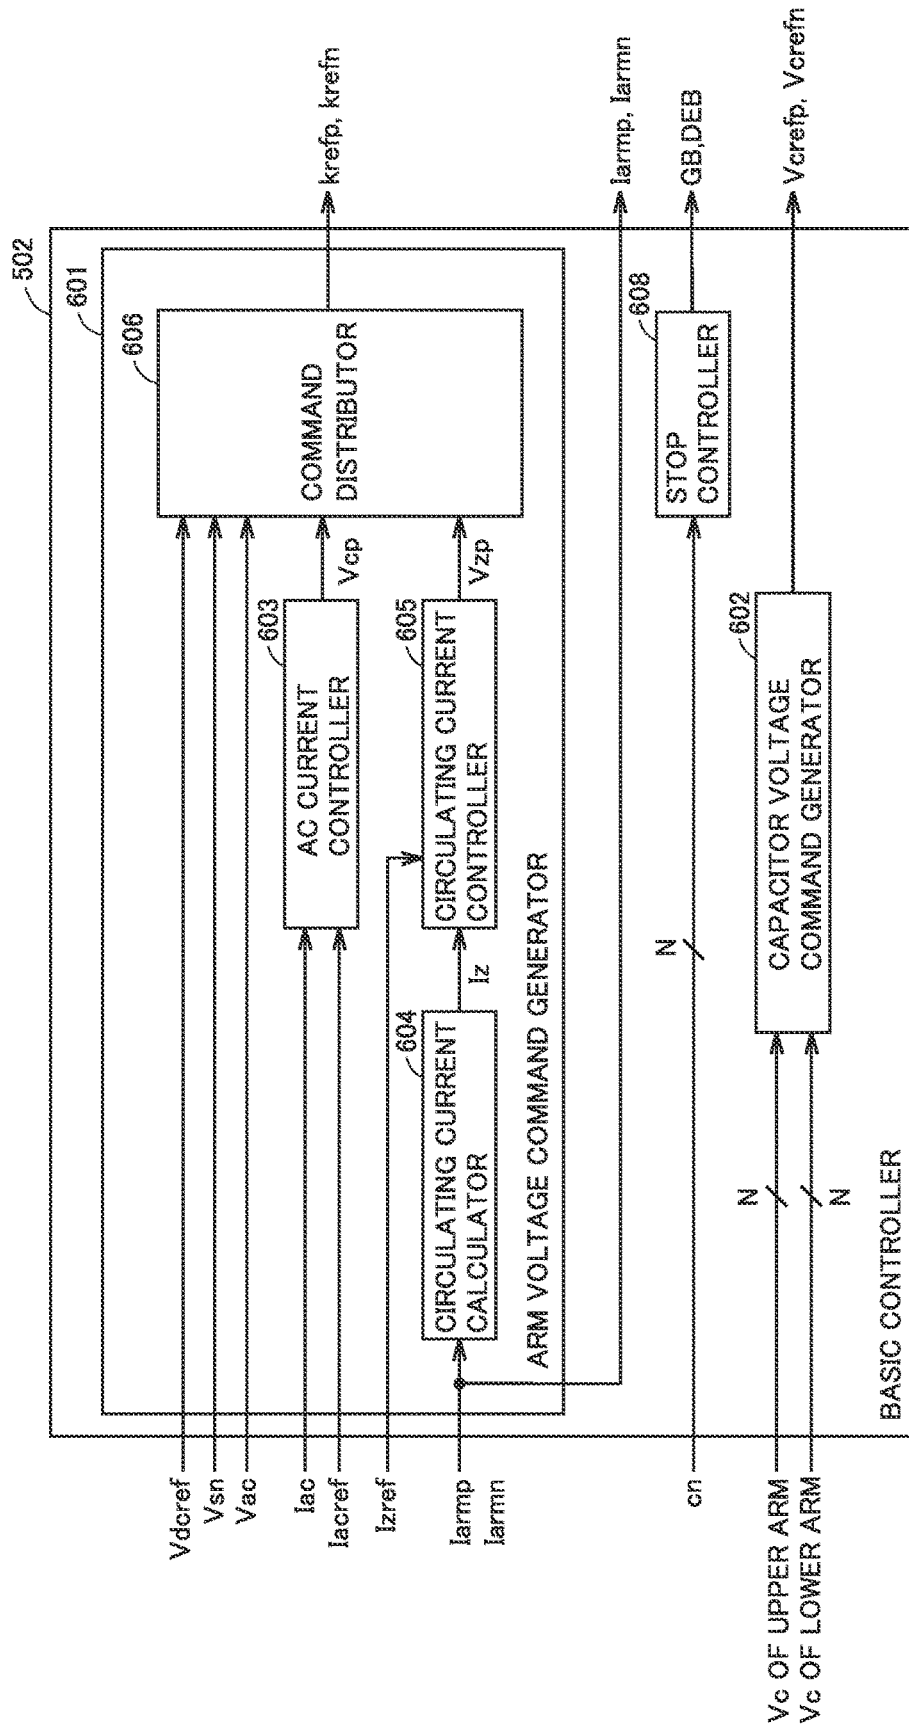 502
601
606
COMMAND
DISTRIBUTOR
krefp, krefn
Vdcref
Vsn
Vac
Iac
Iacref
Izref
Iarmp
Iarmn
603
AC CURRENT
CONTROLLER
Vcp
604
CIRCULATING CURRENT
CALCULATOR
Iz
605
CIRCULATING CURRENT
CONTROLLER
Vzp
ARM VOLTAGE COMMAND GENERATOR
Iarmp, Iarmn
cn
N
608
STOP
CONTROLLER
GB,DEB
Vc OF UPPER ARM
Vc OF LOWER ARM
N
N
602
CAPACITOR VOLTAGE
COMMAND GENERATOR
Vcrefp, Vcrefn
BASIC CONTROLLER